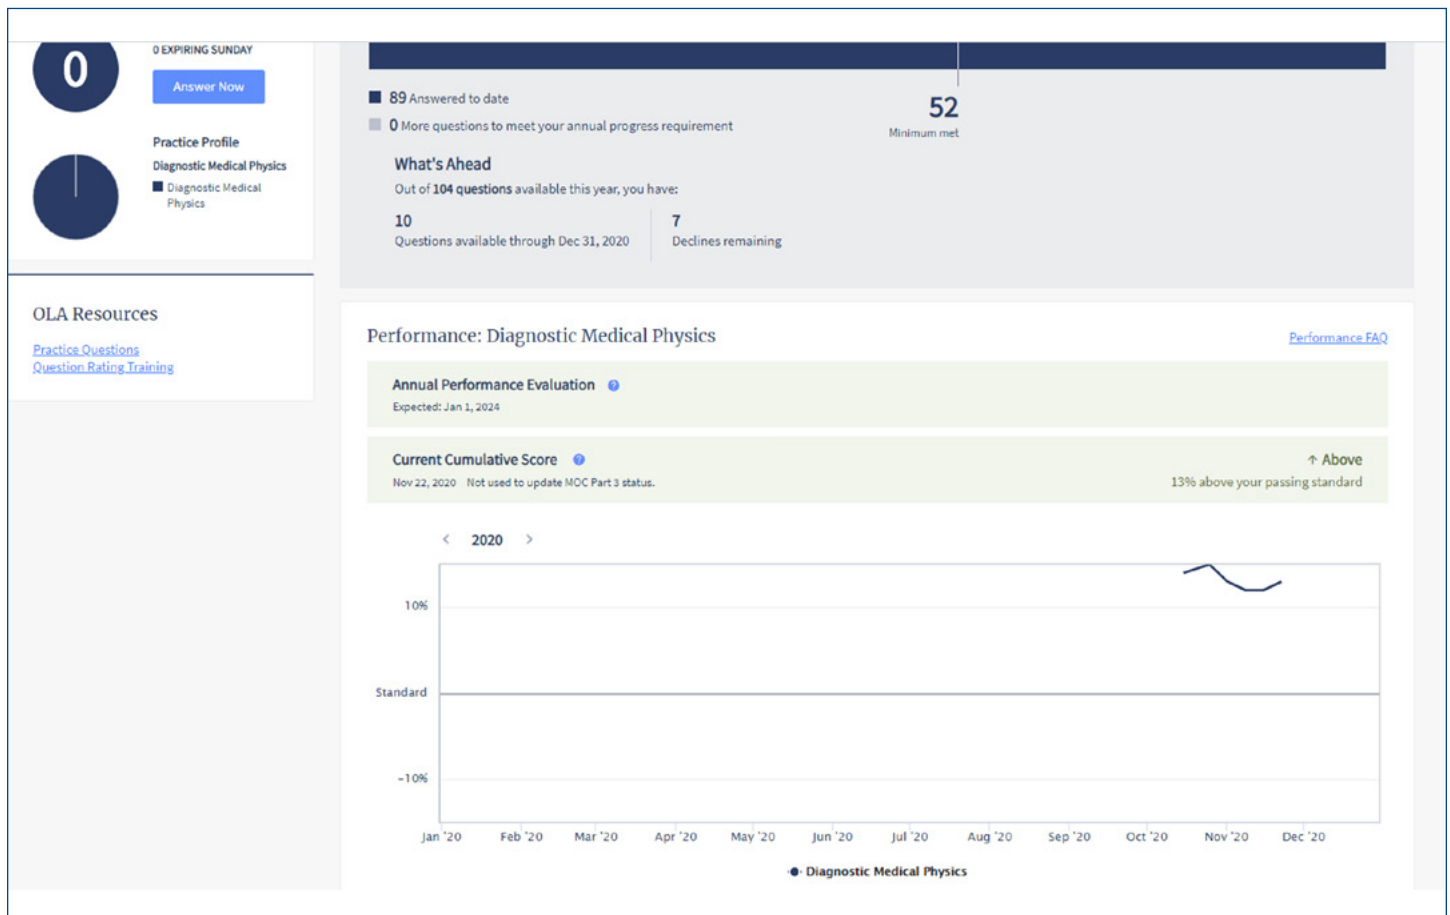 0
0 EXPIRING SUNDAY
Answer Now
Practice Profile
Diagnostic Medical Physics
Diagnostic Medical
Physics
OLA Resources
Practice Questions
Question Rating Training
89 Answered to date
0 More questions to meet your annual progress requirement
52
Minimum met
What's Ahead
Out of 104 questions available this year, you have:
10
Questions available through Dec 31, 2020
7
Declines remaining
Performance: Diagnostic Medical Physics
Performance FAQ
Annual Performance Evaluation ?
Expected: Jan 1, 2024
Current Cumulative Score ?
Nov 22, 2020 Not used to update MOC Part 3 status.
↑ Above
13% above your passing standard
< 2020 >
10%
Standard
-10%
Jan '20 Feb '20 Mar '20 Apr '20 May '20 Jun '20 Jul '20 Aug '20 Sep '20 Oct '20 Nov '20 Dec '20
Diagnostic Medical Physics